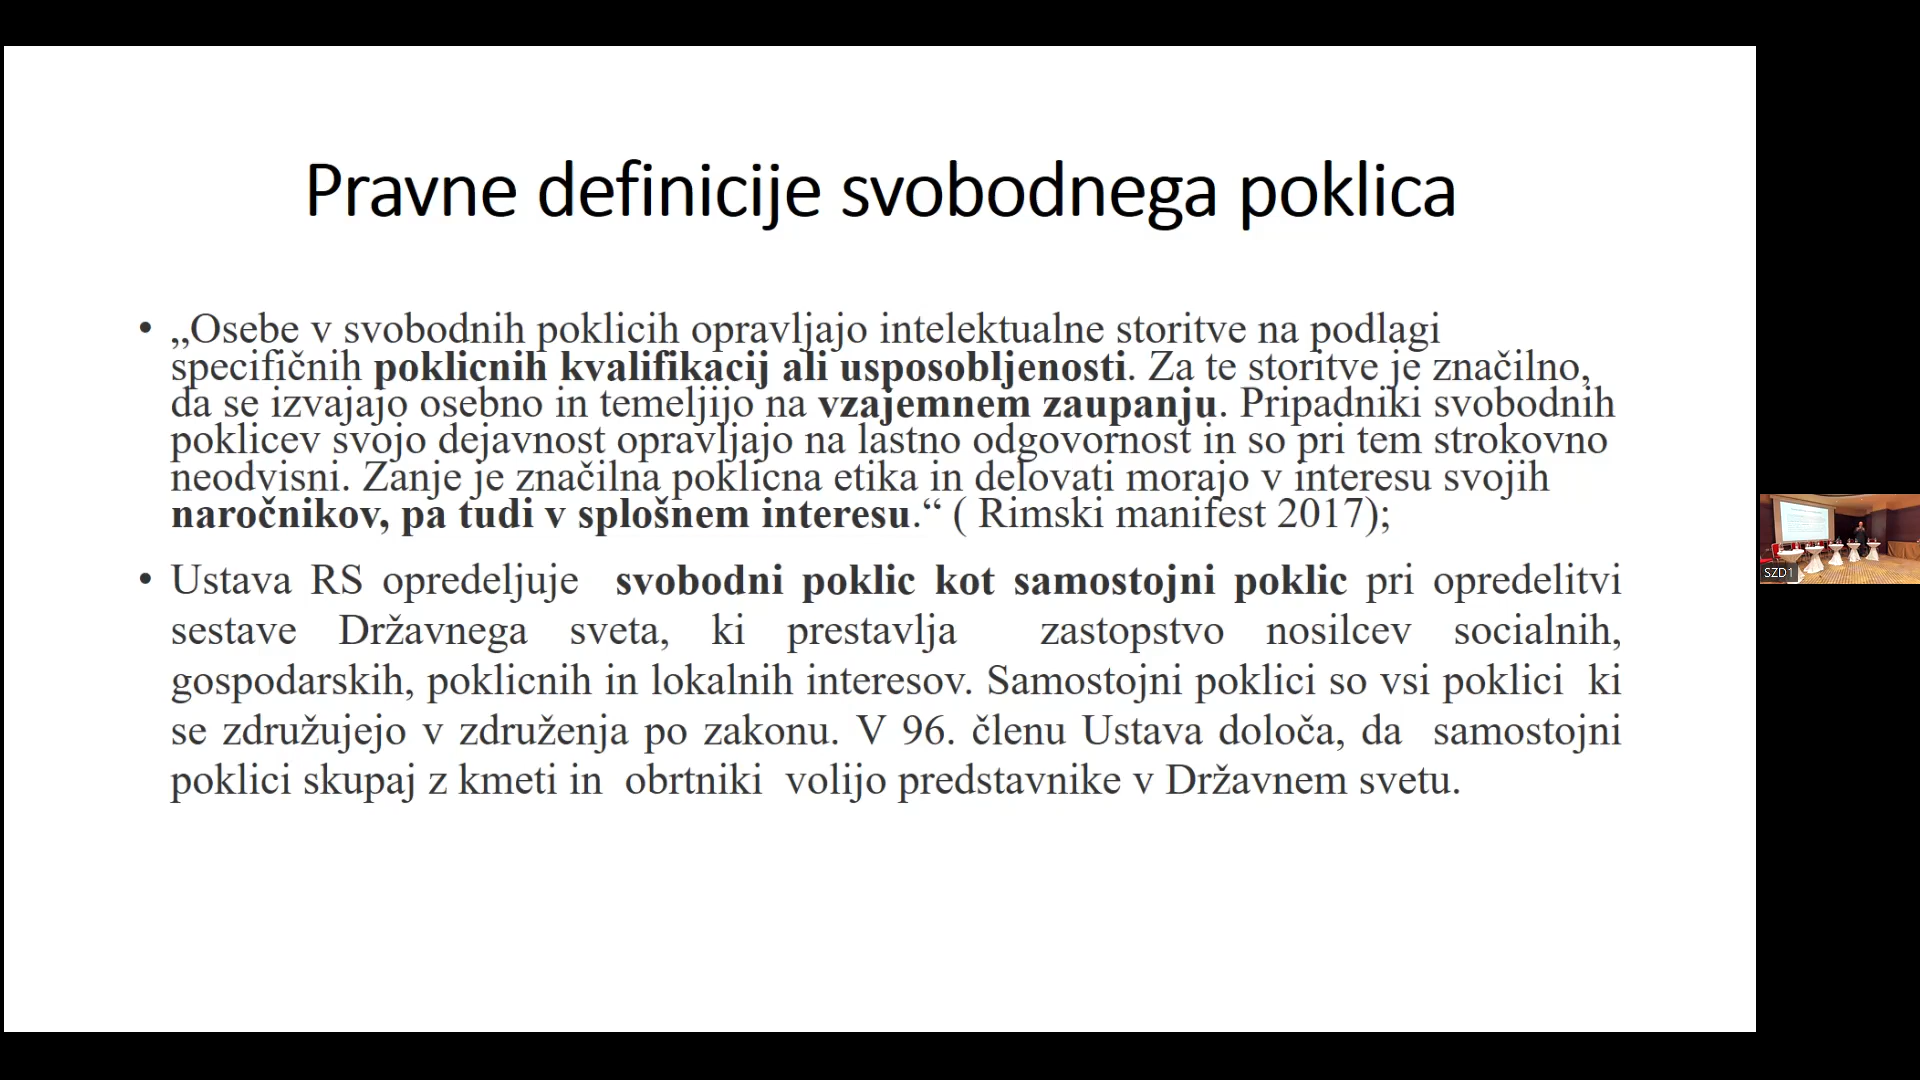 Pravne definicije svobodnega poklica
• „Osebe v svobodnih poklicih opravljajo intelektualne storitve na podlagi
specifičnih poklicnih kvalifikacij ali usposobljenosti. Za te storitve je značilno,
da se izvajajo osebno in temeljijo na vzajemnem zaupanju. Pripadniki svobodnih
poklicev svojo dejavnost opravljajo na lastno odgovornost in so pri tem strokovno
neodvisni. Zanje je značilna poklicna etika in delovati morajo v interesu svojih
naročnikov, pa tudi v splošnem interesu.“ ( Rimski manifest 2017);
• Ustava RS opredeljuje svobodni poklic kot samostojni poklic pri opredelitvi
sestave Državnega sveta, ki prestavlja zastopstvo nosilcev socialnih,
gospodarskih, poklicnih in lokalnih interesov. Samostojni poklici so vsi poklici ki
se združujejo v združenja po zakonu. V 96. členu Ustava določa, da samostojni
poklici skupaj z kmeti in obrtniki volijo predstavnike v Državnem svetu.
SZD1